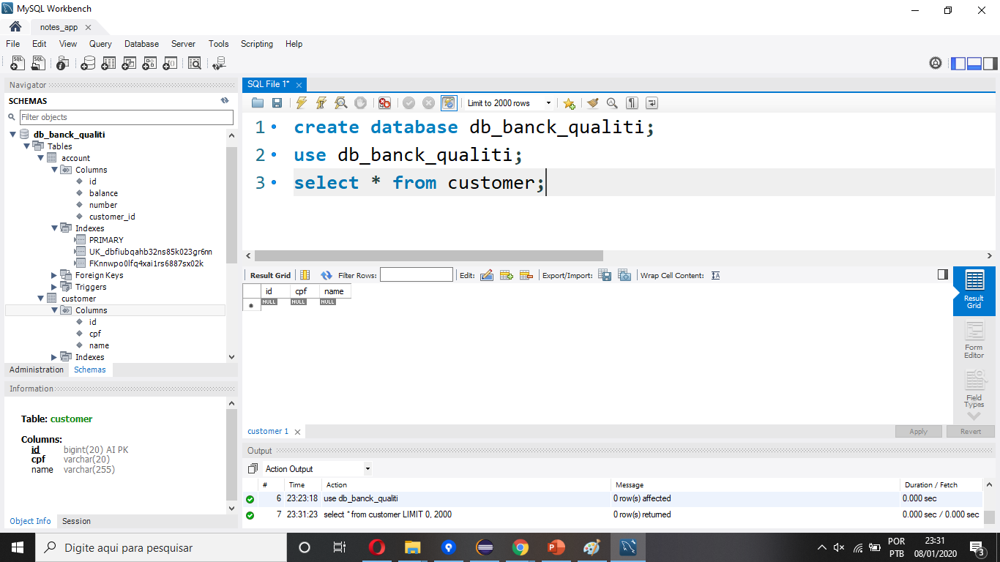 MySQL Workbench
notes_app
File Edit View Query Database Server Tools Scripting Help
Navigator
SCHEMAS
Filter objects
db_banck_qualiti
Tables
account
Columns
id
balance
number
customer_id
Indexes
PRIMARY
UK_dbfiubqahb32ns85k023gr6nn
FKnnwpo0lfq4xai1rs6887sx02k
Foreign Keys
Triggers
customer
Columns
id
cpf
name
Indexes
Administration Schemas
Information
Table: customer
Columns:
id bigint(20) AI PK
cpf varchar(20)
name varchar(255)
Object Info Session
SQL File 1*
Limit to 2000 rows
1 create database db_banck_qualiti;
2 use db_banck_qualiti;
3 select * from customer;
Result Grid Filter Rows: Edit: Export/Import: Wrap Cell Content:
id cpf name
* NULL NULL NULL
Result
Grid
Form
Editor
Field
Types
customer 1
Apply Revert
Output
Action Output
# Time Action Message Duration / Fetch
6 23:23:18 use db_banck_qualiti 0 row(s) affected 0.000 sec
7 23:31:23 select * from customer LIMIT 0, 2000 0 row(s) returned 0.000 sec / 0.000 sec
Digite aqui para pesquisar
POR
PTB
23:31
08/01/2020
3